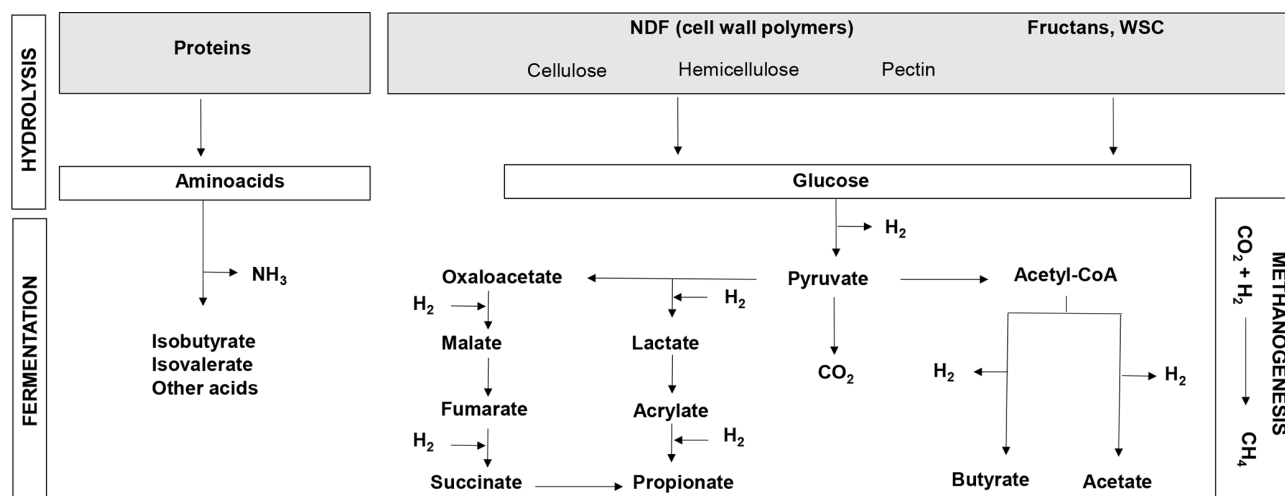 HYDROLYSIS
Proteins
NDF (cell wall polymers)
Fructans, WSC
Cellulose
Hemicellulose
Pectin
Aminoacids
Glucose
FERMENTATION
H₂
NH₃
Oxaloacetate
Pyruvate
Acetyl-CoA
H₂
H₂
Isobutyrate
Isovalerate
Other acids
Malate
Lactate
CO₂
H₂
H₂
Fumarate
Acrylate
H₂
H₂
Succinate
Propionate
Butyrate
Acetate
METHANOGENESIS
CO₂ + H₂
CH₄